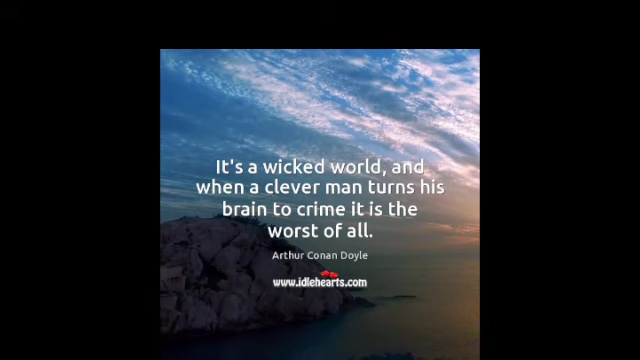 It's a wicked world, and
when a clever man turns his
brain to crime it is the
worst of all.
Arthur Conan Doyle
www.idlehearts.com